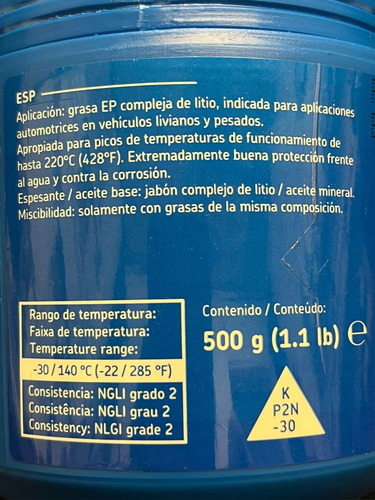 ESP
Aplicación: grasa EP compleja de litio, indicada para aplicaciones
automotrices en vehículos livianos y pesados.
Apropiada para picos de temperaturas de funcionamiento de
hasta 220°C (428°F). Extremadamente buena protección frente
al agua y contra la corrosión.
Espesante / aceite base: jabón complejo de litio / aceite mineral.
Miscibilidad: solamente con grasas de la misma composición.
Rango de temperatura:
Faixa de temperatura:
Temperature range:
-30 / 140 °C (-22 / 285 °F)
Consistencia: NGLI grado 2
Consistência: NGLI grau 2
Consistency: NLGI grade 2
Contenido / Conteúdo:
500 g (1.1 lb) ℮
K
P2N
-30